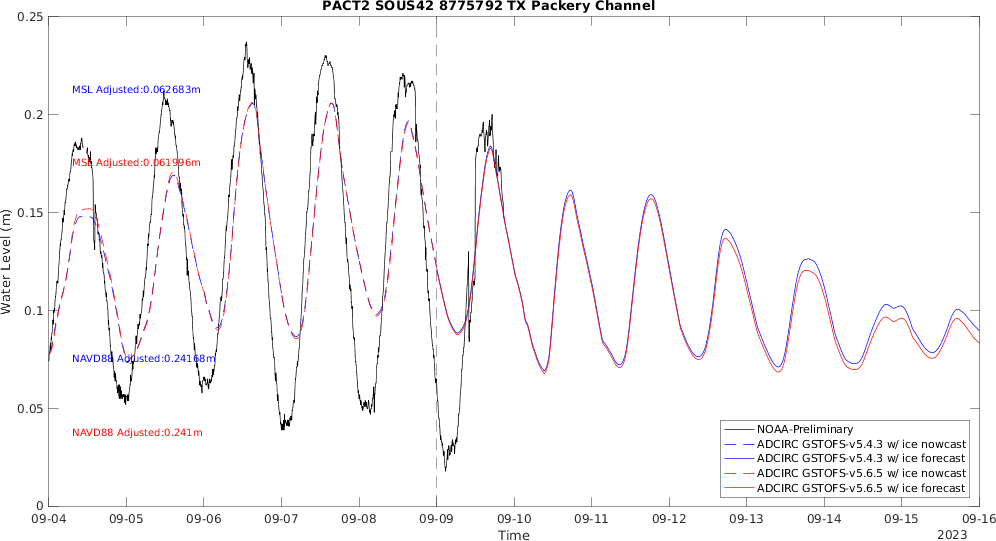 PACT2 SOUS42 8775792 TX Packery Channel
Water Level (m)
0.25
0.2
0.15
0.1
0.05
0
MSL Adjusted:0.062683m
MSL Adjusted:0.061996m
NAVD88 Adjusted:0.24168m
NAVD88 Adjusted:0.241m
NOAA-Preliminary
ADCIRC GSTOFS-v5.4.3 w/ ice nowcast
ADCIRC GSTOFS-v5.4.3 w/ ice forecast
ADCIRC GSTOFS-v5.6.5 w/ ice nowcast
ADCIRC GSTOFS-v5.6.5 w/ ice forecast
09-04 09-05 09-06 09-07 09-08 09-09 09-10 09-11 09-12 09-13 09-14 09-15 09-16
Time
2023